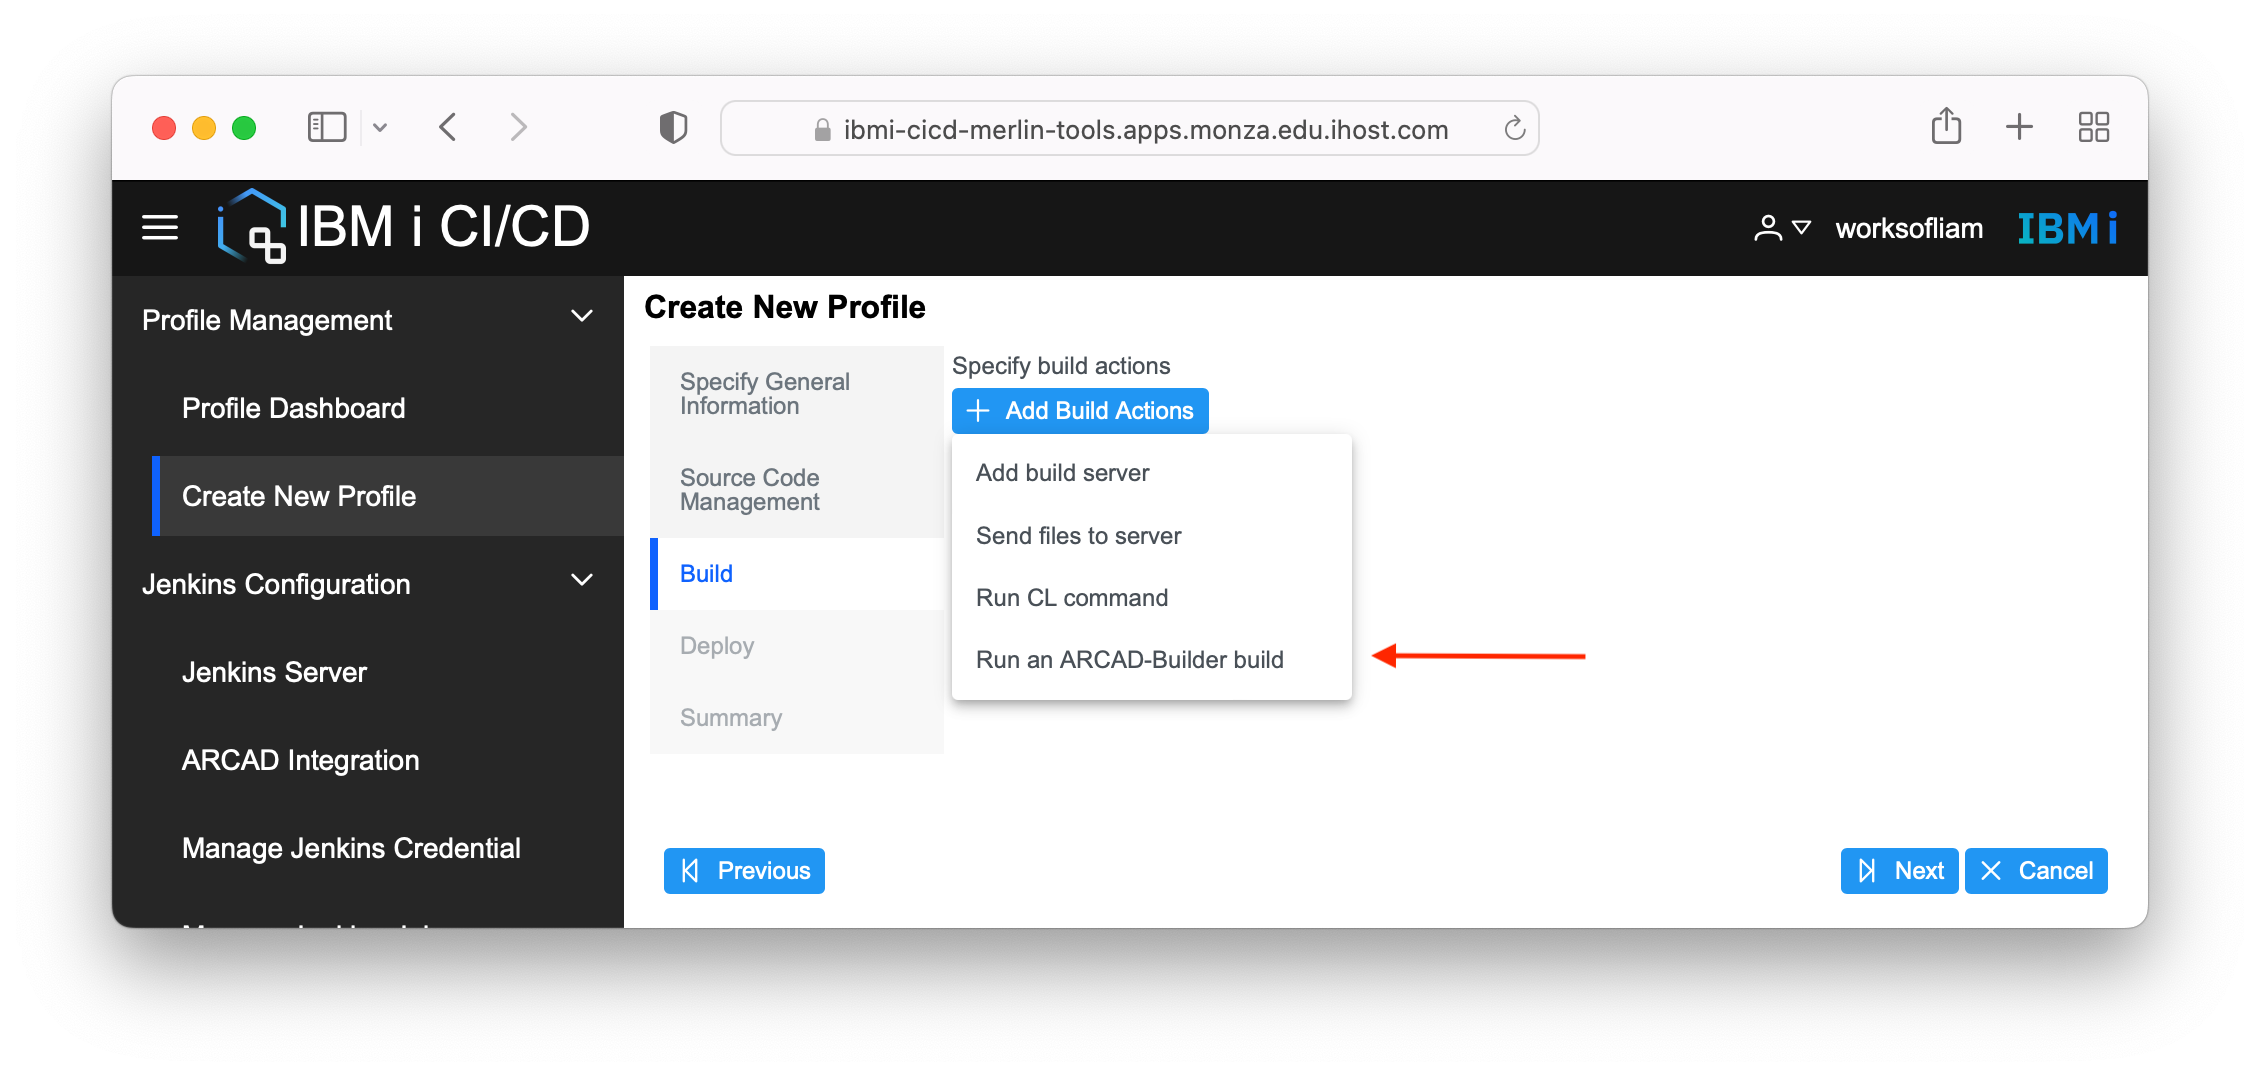 ibmi-cicd-merlin-tools.apps.monza.edu.ihost.com
IBM i CI/CD
worksofliam
IBM i
Profile Management
Profile Dashboard
Create New Profile
Jenkins Configuration
Jenkins Server
ARCAD Integration
Manage Jenkins Credential
Create New Profile
Specify General
Information
Source Code
Management
Build
Deploy
Summary
Specify build actions
Add Build Actions
Add build server
Send files to server
Run CL command
Run an ARCAD-Builder build
Previous
Next
Cancel